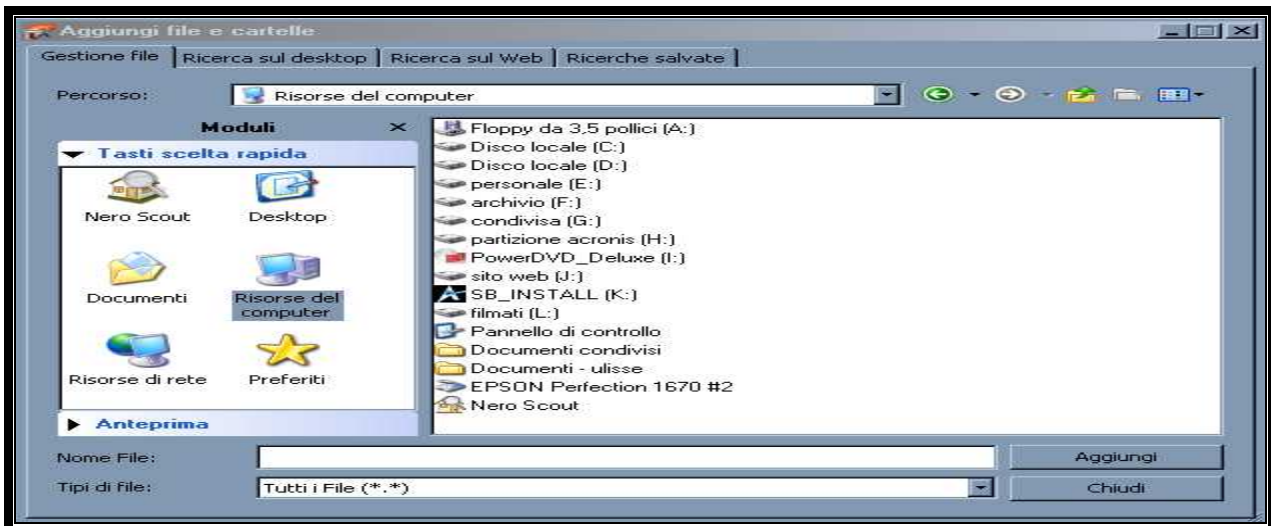 Aggiungi file e cartelle
Gestione file Ricerca sul desktop Ricerca sul Web Ricerche salvate
Percorso: Risorse del computer
Moduli
Tasti scelta rapida
Nero Scout Desktop
Documenti Risorse del computer
Risorse di rete Preferiti
Anteprima
Floppy da 3,5 pollici (A:)
Disco locale (C:)
Disco locale (D:)
personale (E:)
archivio (F:)
condivisa (G:)
partizione acronis (H:)
PowerDVD_Deluxe (I:)
sito web (J:)
SB_INSTALL (K:)
filmati (L:)
Pannello di controllo
Documenti condivisi
Documenti - ulisse
EPSON Perfection 1670 #2
Nero Scout
Nome File: Aggiungi
Tipi di file: Tutti i File (*.*) Chiudi